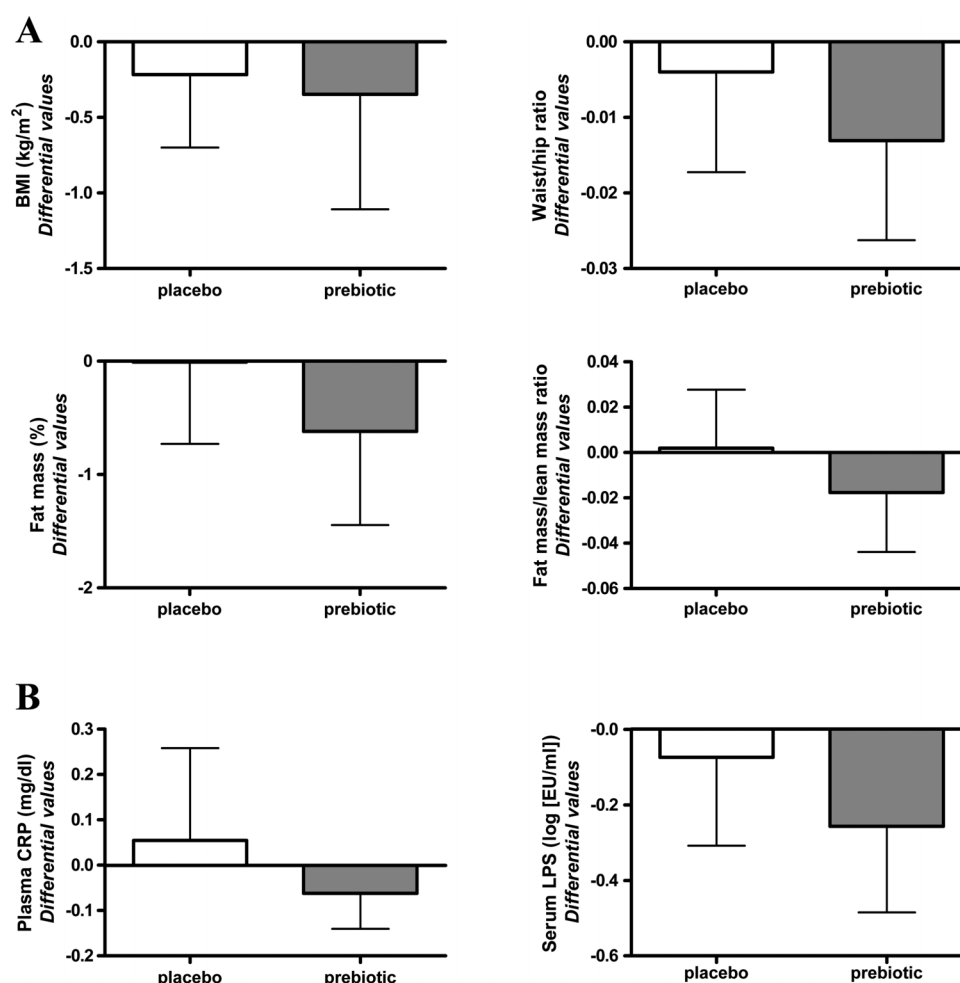 A
BMI (kg/m²)
Differential values
0.0
-0.5
-1.0
-1.5
placebo
prebiotic
Waist/hip ratio
Differential values
0.00
-0.01
-0.02
-0.03
placebo
prebiotic
Fat mass (%)
Differential values
0
-1
-2
placebo
prebiotic
Fat mass/lean mass ratio
Differential values
0.04
0.02
0.00
-0.02
-0.04
-0.06
placebo
prebiotic
B
Plasma CRP (mg/dl)
Differential values
0.3
0.2
0.1
0.0
-0.1
-0.2
placebo
prebiotic
Serum LPS (log [EU/ml])
Differential values
-0.0
-0.2
-0.4
-0.6
placebo
prebiotic